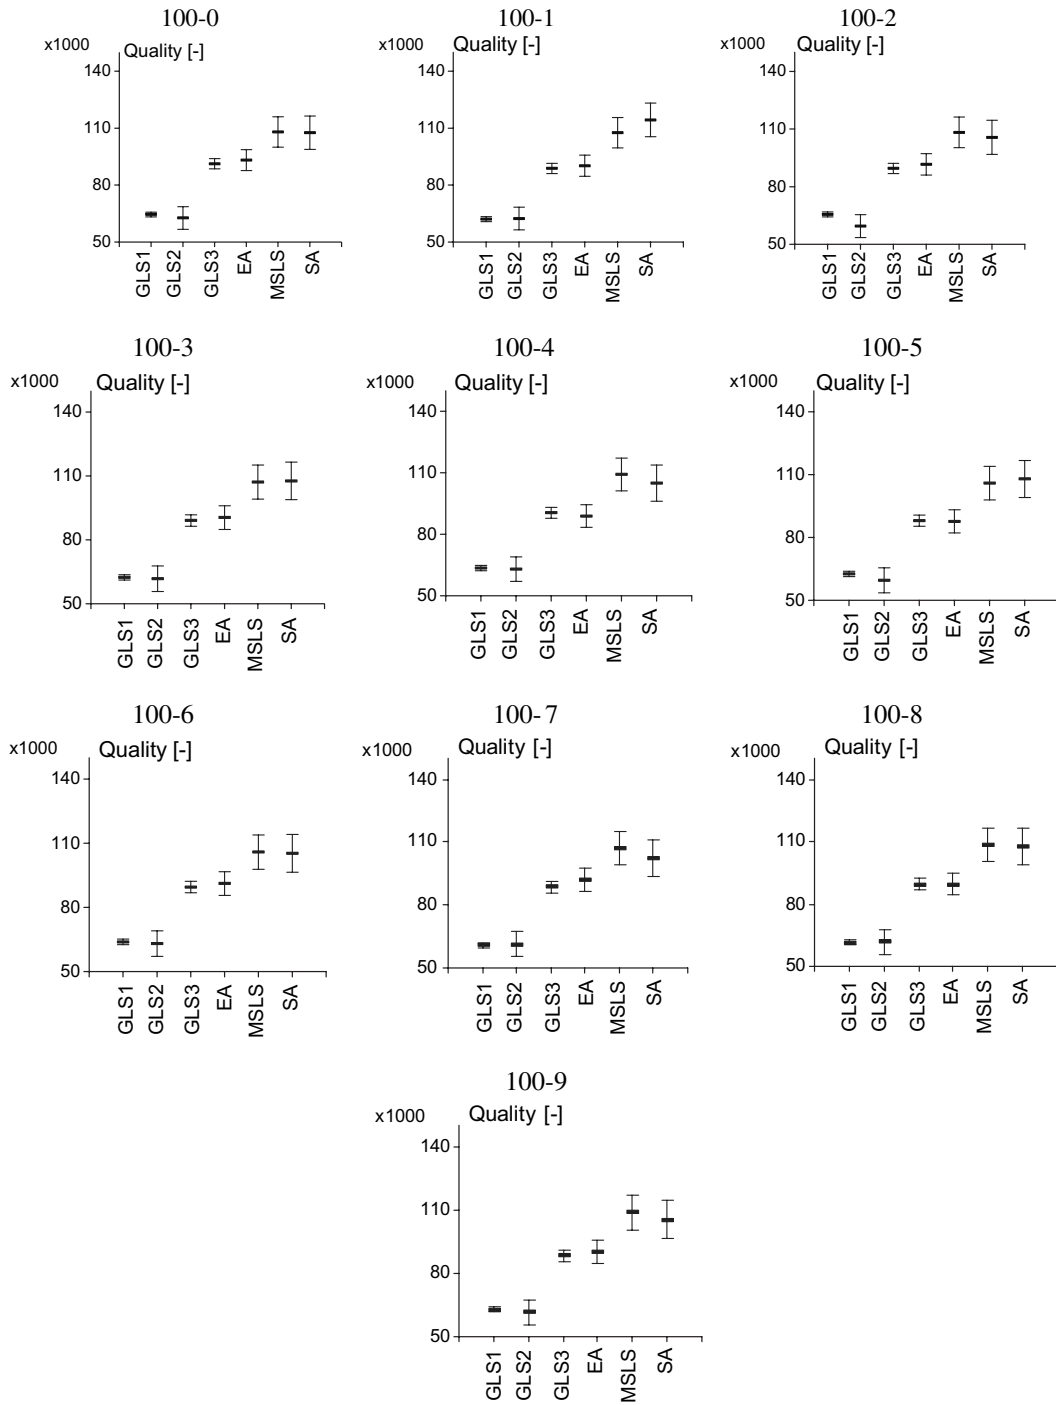 100-0
x1000 Quality [-]
140
110
80
50
GLS1 GLS2 GLS3 EA MSLS SA
100-1
x1000 Quality [-]
140
110
80
50
GLS1 GLS2 GLS3 EA MSLS SA
100-2
x1000 Quality [-]
140
110
80
50
GLS1 GLS2 GLS3 EA MSLS SA
100-3
x1000 Quality [-]
140
110
80
50
GLS1 GLS2 GLS3 EA MSLS SA
100-4
x1000 Quality [-]
140
110
80
50
GLS1 GLS2 GLS3 EA MSLS SA
100-5
x1000 Quality [-]
140
110
80
50
GLS1 GLS2 GLS3 EA MSLS SA
100-6
x1000 Quality [-]
140
110
80
50
GLS1 GLS2 GLS3 EA MSLS SA
100-7
x1000 Quality [-]
140
110
80
50
GLS1 GLS2 GLS3 EA MSLS SA
100-8
x1000 Quality [-]
140
110
80
50
GLS1 GLS2 GLS3 EA MSLS SA
100-9
x1000 Quality [-]
140
110
80
50
GLS1 GLS2 GLS3 EA MSLS SA